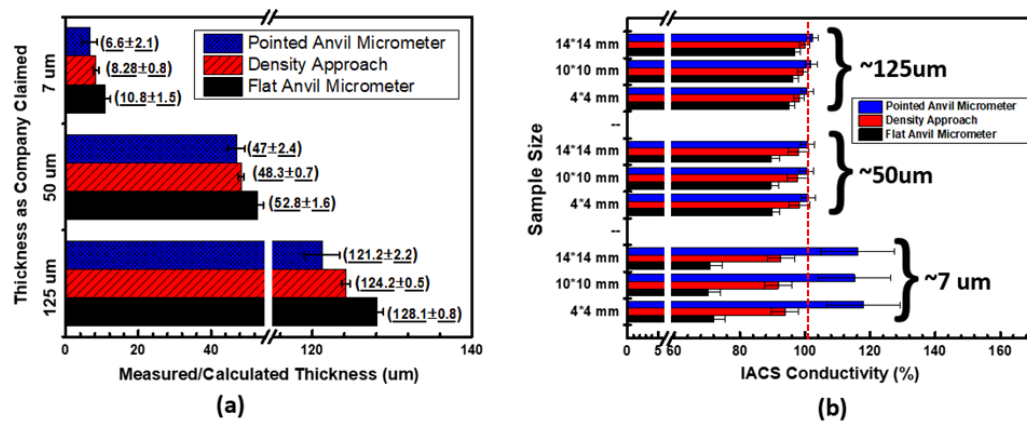 Thickness as Company Claimed
7 um
50 um
125 um
Pointed Anvil Micrometer
Density Approach
Flat Anvil Micrometer
(6.6±2.1)
(8.28±0.8)
(10.8±1.5)
(47±2.4)
(48.3±0.7)
(52.8±1.6)
(121.2±2.2)
(124.2±0.5)
(128.1±0.8)
0 20 40 120 140
Measured/Calculated Thickness (um)
(a)
Sample Size
14*14 mm
10*10 mm
4*4 mm
--
14*14 mm
10*10 mm
4*4 mm
--
14*14 mm
10*10 mm
4*4 mm
~125um
Pointed Anvil Micrometer
Density Approach
Flat Anvil Micrometer
~50um
~7 um
0 5 60 80 100 120 140 160
IACS Conductivity (%)
(b)